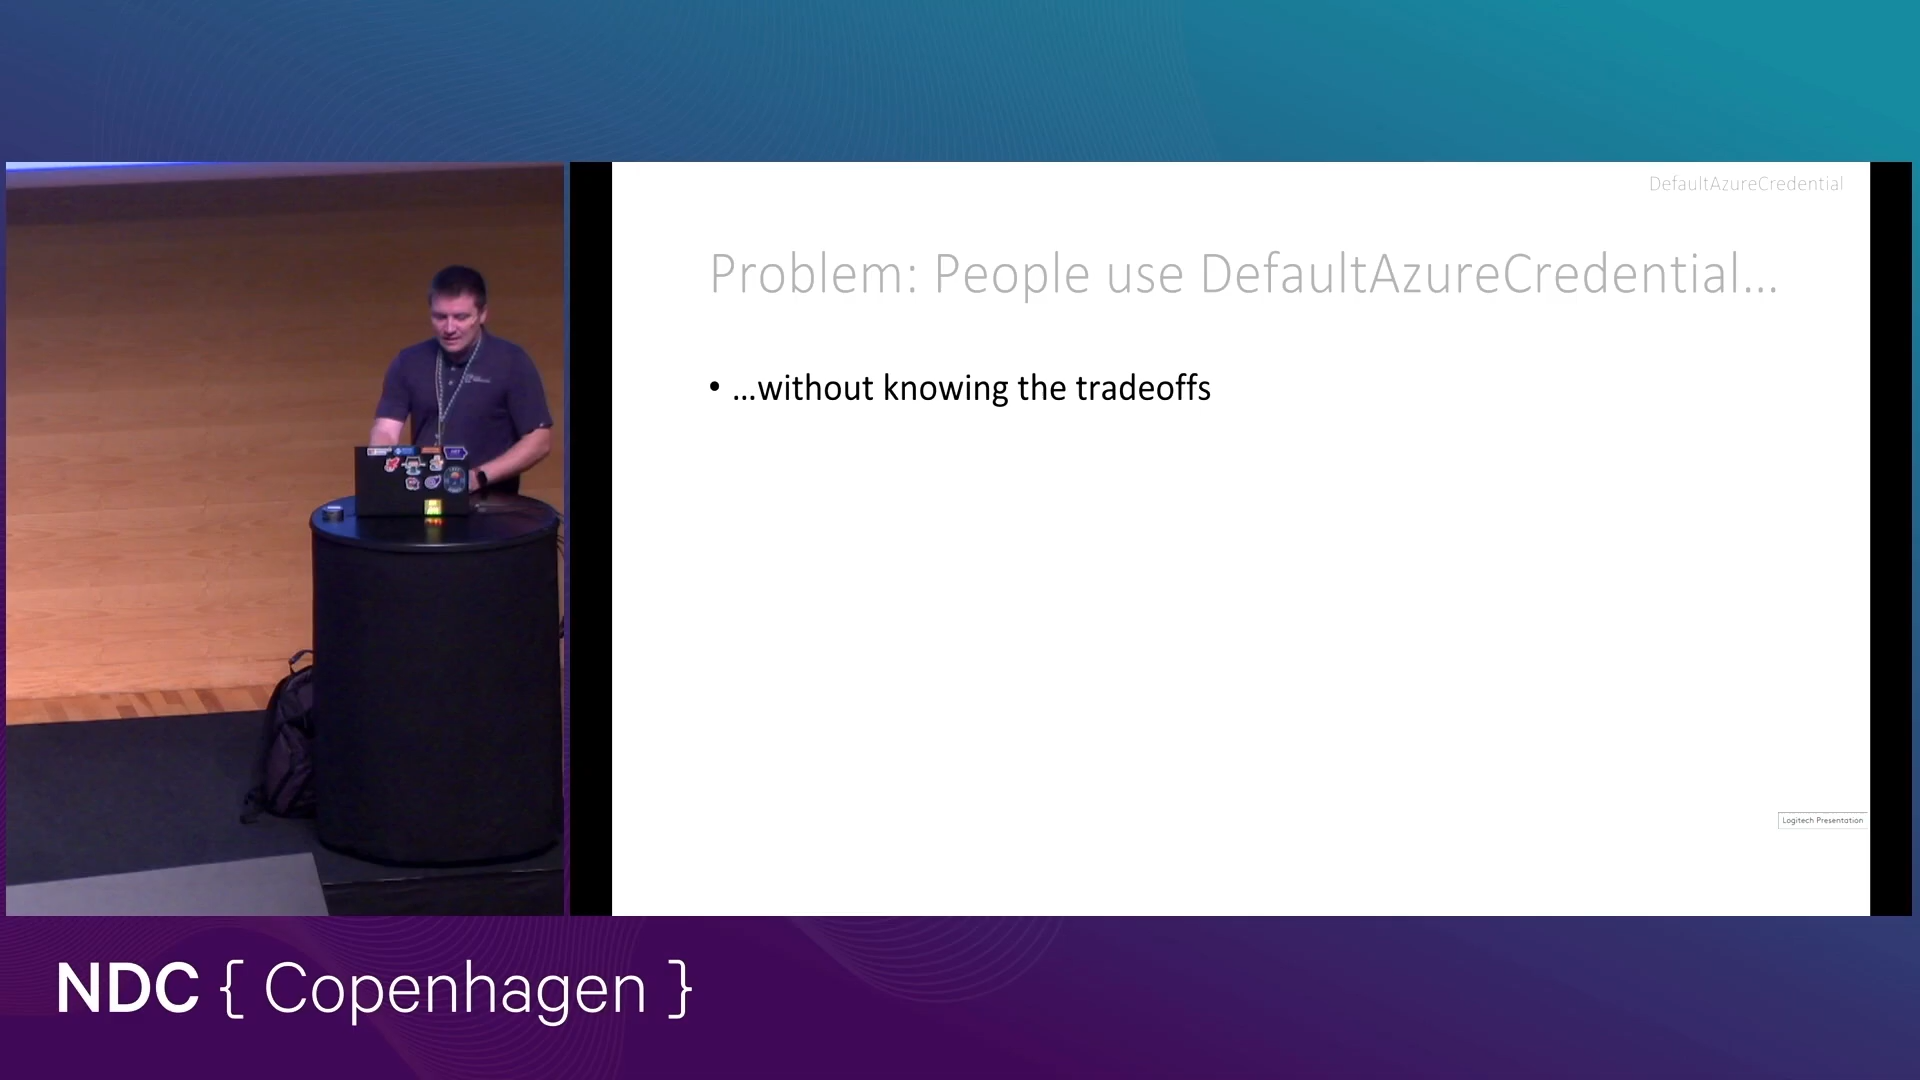 DefaultAzureCredential
Problem: People use DefaultAzureCredential...
• ...without knowing the tradeoffs
Logitech Presentation
NDC { Copenhagen }